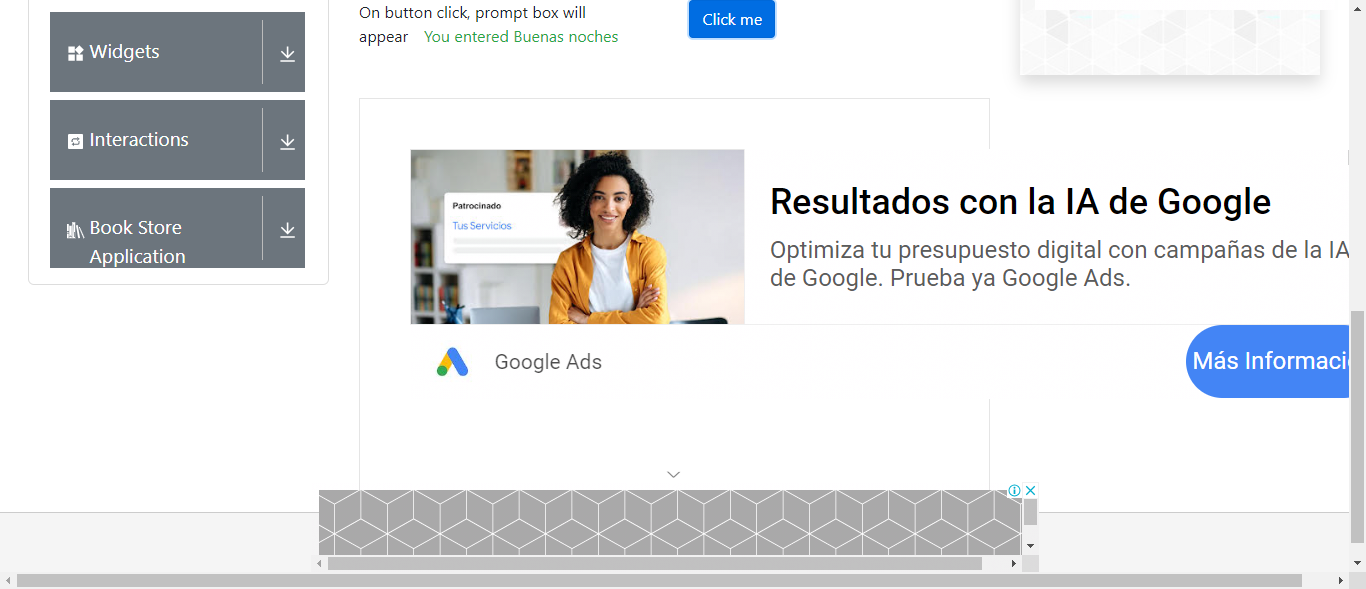 Widgets
Interactions
Book Store
Application
On button click, prompt box will
appear You entered Buenas noches
Click me
Patrocinado
Tus Servicios
Resultados con la IA de Google
Optimiza tu presupuesto digital con campañas de la IA
de Google. Prueba ya Google Ads.
Google Ads
Más Informaci